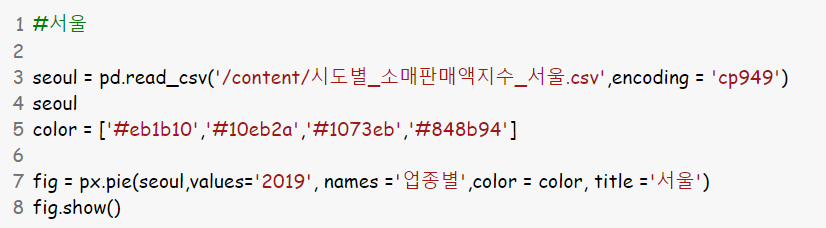 1 #서울
2
3 seoul = pd.read_csv('/content/시도별_소매판매액지수_서울.csv',encoding = 'cp949')
4 seoul
5 color = ['#eb1b10','#10eb2a','#1073eb','#848b94']
6
7 fig = px.pie(seoul,values='2019', names ='업종별',color = color, title ='서울')
8 fig.show()